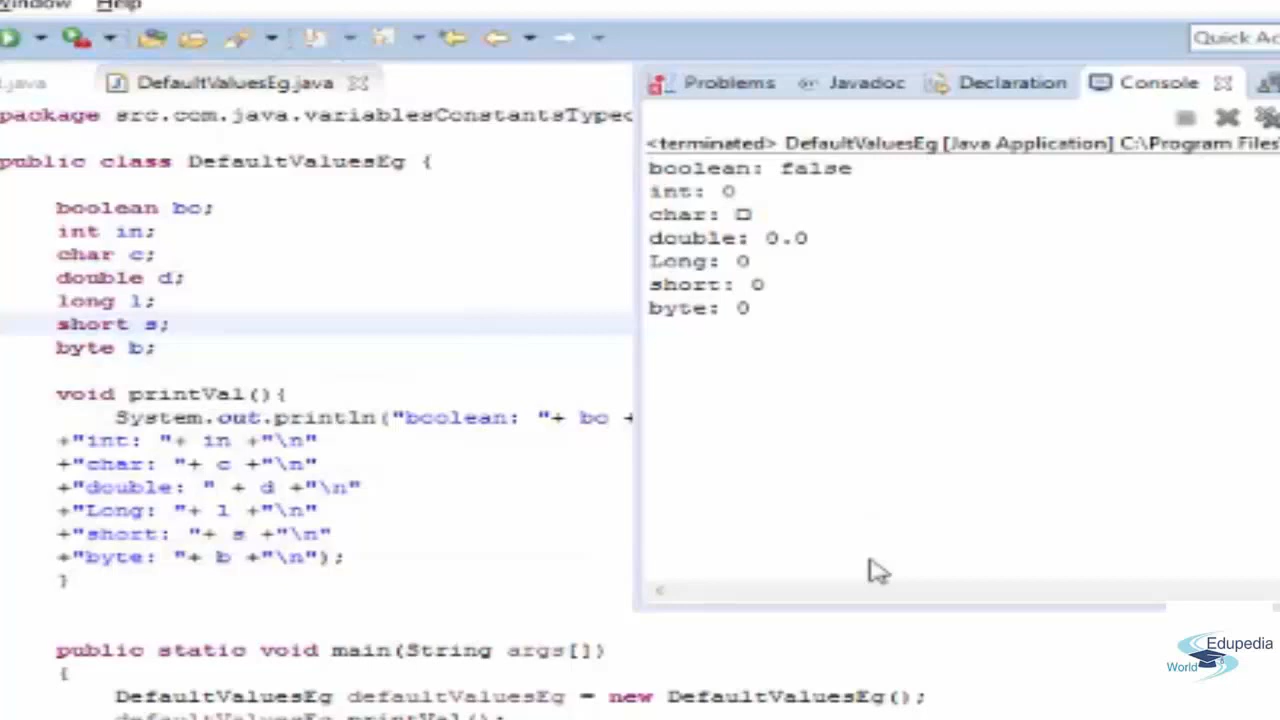 Window Help
Quick Ac
t.java
DefaultValuesEg.java
Problems Javadoc Declaration Console
package src.com.java.variablesConstantsTypec
public class DefaultValuesEg {
boolean bo;
int in;
char c;
double d;
long l;
short s;
byte b;
void printVal(){
System.out.println("boolean: "+ bo +
+"int: "+ in +"\n"
+"char: "+ c +"\n"
+"double: " + d +"\n"
+"Long: "+ l +"\n"
+"short: "+ s +"\n"
+"byte: "+ b +"\n");
}
public static void main(String args[])
{
DefaultValuesEg defaultValuesEg = new DefaultValuesEg();
defaultValuesEg.printVal();
<terminated> DefaultValuesEg [Java Application] C:\Program Files
boolean: false
int: 0
char: □
double: 0.0
Long: 0
short: 0
byte: 0
Edupedia
World